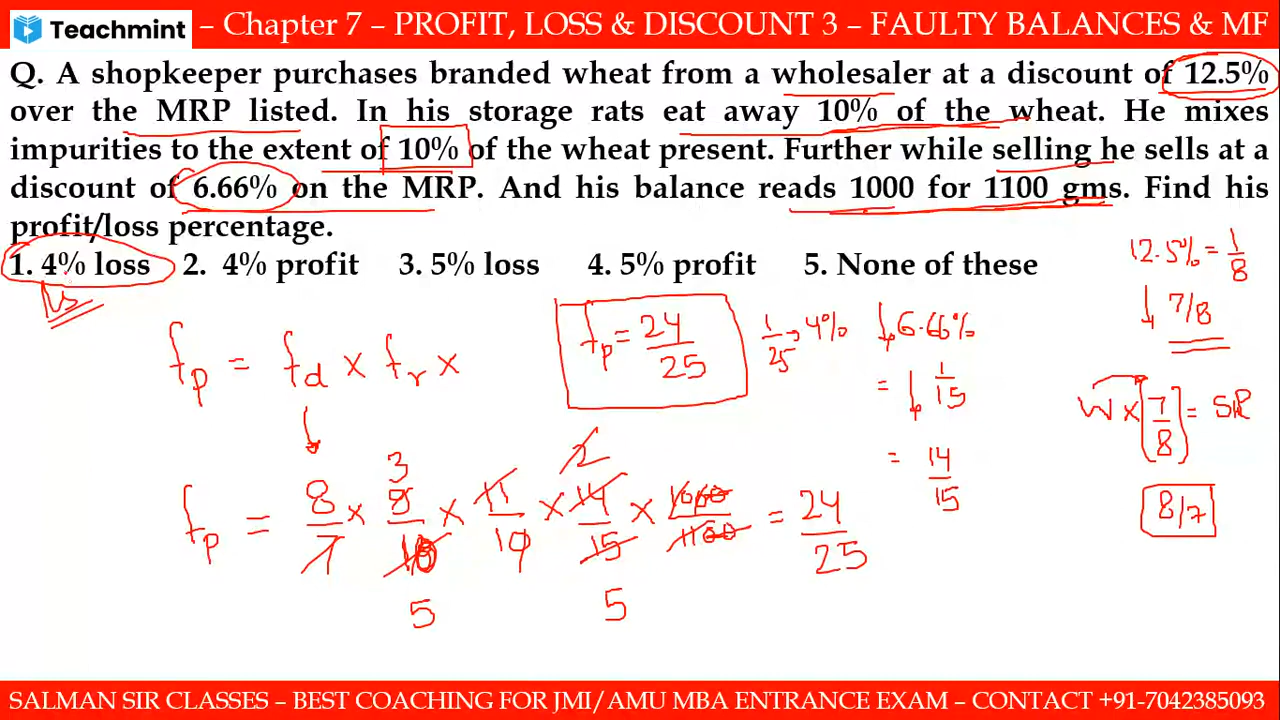 Teachmint – Chapter 7 – PROFIT, LOSS & DISCOUNT 3 – FAULTY BALANCES & MF
Q. A shopkeeper purchases branded wheat from a wholesaler at a discount of 12.5%
over the MRP listed. In his storage rats eat away 10% of the wheat. He mixes
impurities to the extent of 10% of the wheat present. Further while selling he sells at a
discount of 6.66% on the MRP. And his balance reads 1000 for 1100 gms. Find his
profit/loss percentage.
1. 4% loss 2. 4% profit 3. 5% loss 4. 5% profit 5. None of these
12.5% = 1/8
↓ 7/8
fp = fd × fr ×
fp = 24/25
1/25 → 4%
↓ 6.66%
= ↓ 1/15
= 14/15
W × [7/8] = SR
8/7
fp = 8/7 × 9/10 × 11/10 × 14/15 × 1000/1100 = 24/25
3
2
5
5
SALMAN SIR CLASSES – BEST COACHING FOR JMI/AMU MBA ENTRANCE EXAM – CONTACT +91-7042385093